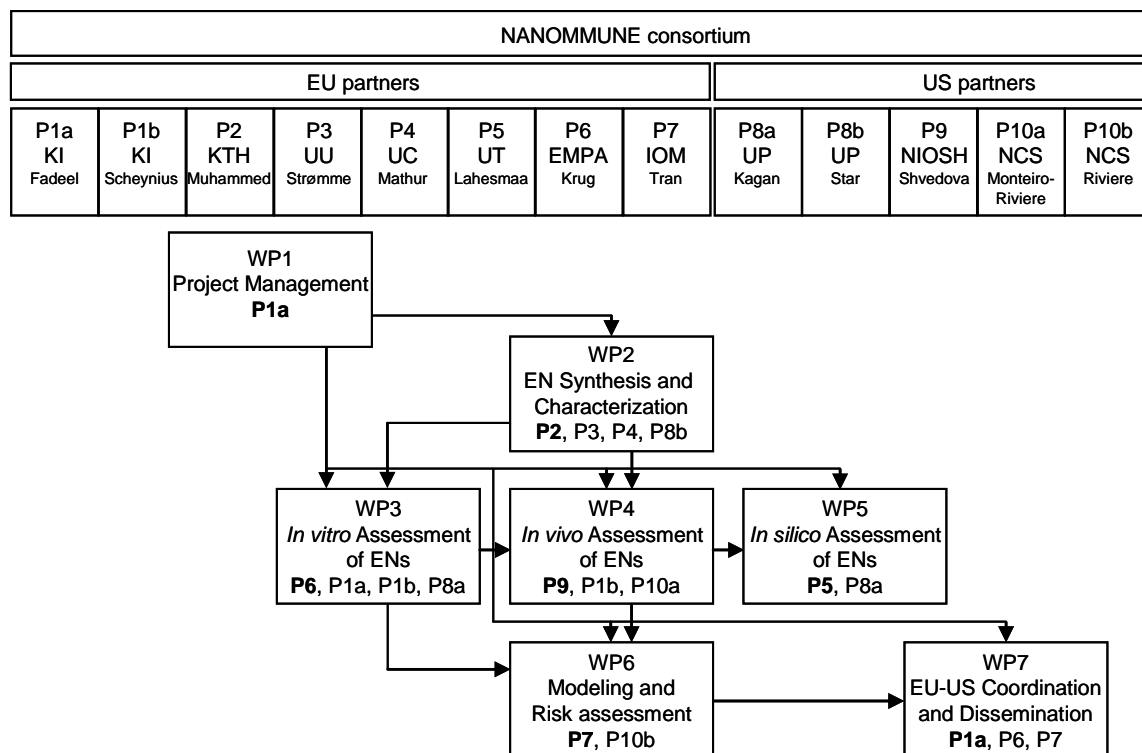 NANOMMUNE consortium
EU partners
US partners
P1a
KI
Fadeel
P1b
KI
Scheynius
P2
KTH
Muhammed
P3
UU
Strømme
P4
UC
Mathur
P5
UT
Lahesmaa
P6
EMPA
Krug
P7
IOM
Tran
P8a
UP
Kagan
P8b
UP
Star
P9
NIOSH
Shvedova
P10a
NCS
Monteiro-
Riviere
P10b
NCS
Riviere
WP1
Project Management
P1a
WP2
EN Synthesis and
Characterization
P2, P3, P4, P8b
WP3
In vitro Assessment
of ENs
P6, P1a, P1b, P8a
WP4
In vivo Assessment
of ENs
P9, P1b, P10a
WP5
In silico Assessment
of ENs
P5, P8a
WP6
Modeling and
Risk assessment
P7, P10b
WP7
EU-US Coordination
and Dissemination
P1a, P6, P7